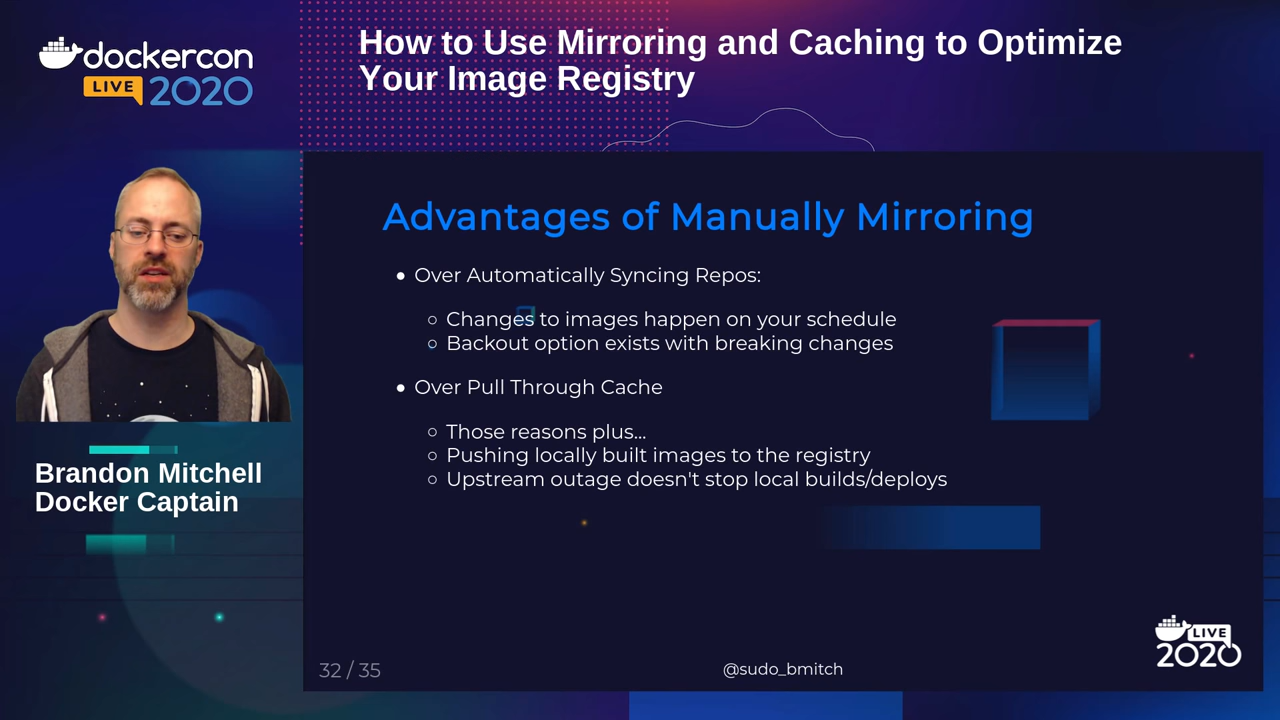 dockercon
LIVE 2020
How to Use Mirroring and Caching to Optimize
Your Image Registry
Advantages of Manually Mirroring
• Over Automatically Syncing Repos:
○ Changes to images happen on your schedule
○ Backout option exists with breaking changes
• Over Pull Through Cache
○ Those reasons plus...
○ Pushing locally built images to the registry
○ Upstream outage doesn't stop local builds/deploys
Brandon Mitchell
Docker Captain
32 / 35
@sudo_bmitch
LIVE
2020